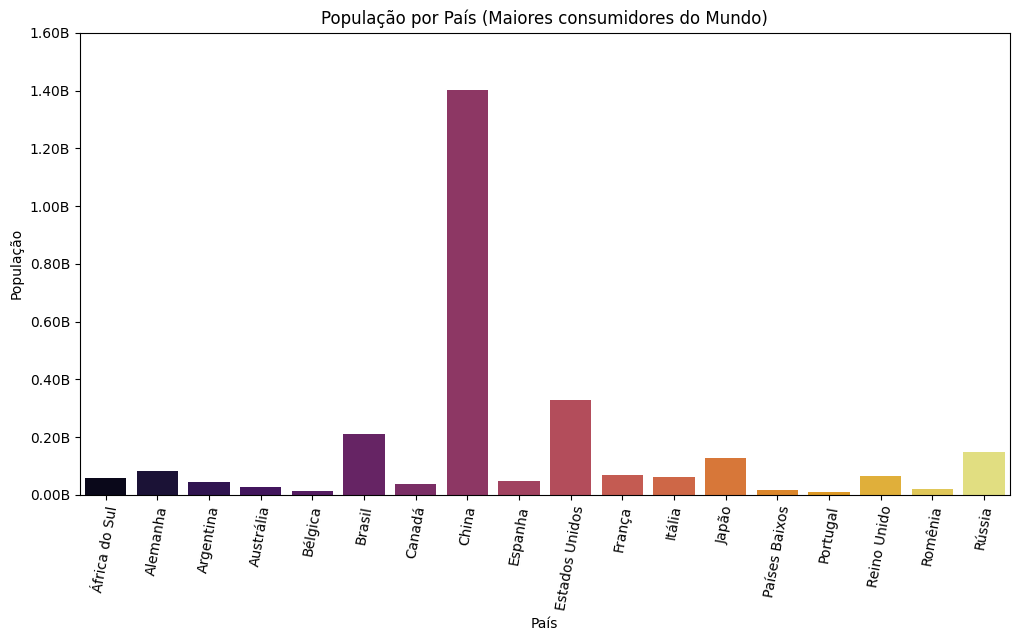 População por País (Maiores consumidores do Mundo)
1.60B
1.40B
1.20B
1.00B
0.80B
0.60B
0.40B
0.20B
0.00B
População
África do Sul
Alemanha
Argentina
Austrália
Bélgica
Brasil
Canadá
China
Espanha
Estados Unidos
França
Itália
Japão
Países Baixos
Portugal
Reino Unido
Romênia
Rússia
País